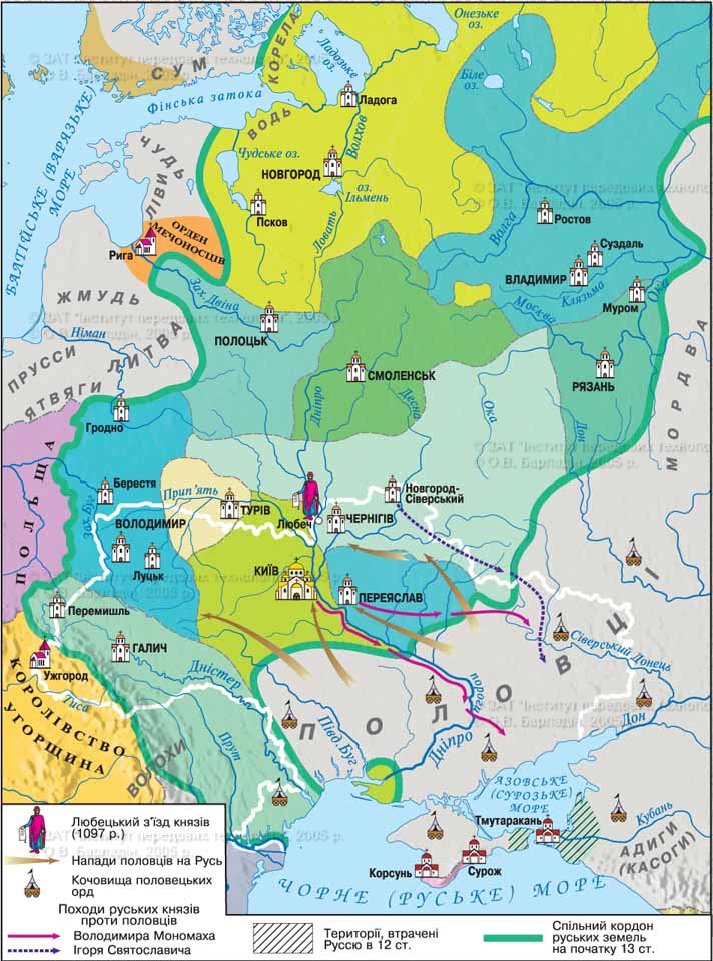 Онезьке
оз.
Ладозьке
оз.
КОРЕЛА
СУМ
Біле
оз.
© ЗАТ "Інститут передових технологій", 2005 р.
© О.В. Барладін, 2005 р.
Фінська затока
Ладога
ВОДЬ
Волхов
БАЛТІЙСЬКЕ (ВАРЯЗЬКЕ)
МОРЕ
ЧУДЬ
Чудське оз.
НОВГОРОД
оз.
Ільмень
ЛІВИ
Псков
Ловать
Волга
Ростов
ОРДЕН
МЕЧОНОСЦІВ
Рига
Суздаль
ВЛАДИМИР
Клязьма
Москва
Ока
Муром
ЖМУДЬ
Зах. Двіна
ПОЛОЦЬК
Німан
ЛИТВА
ПРУССИ
ЯТВЯГИ
СМОЛЕНСЬК
РЯЗАНЬ
МОРДВА
Дніпро
Десна
Ока
Дон
Гродно
ПОЛЬЩА
Берестя
Зах. Буг
Прип'ять
ТУРІВ
ВОЛОДИМИР
Луцьк
Любеч
ЧЕРНІГІВ
Новгород-
Сіверський
КИЇВ
ПЕРЕЯСЛАВ
Перемишль
ГАЛИЧ
Ужгород
Дністер
Тиса
КОРОЛІВСТВО
УГОРЩИНА
ВОЛОХИ
Прут
Півд. Буг
пороги
Дніпро
ПОЛОВЦІ
Сіверський Донець
Дон
АЗОВСЬКЕ
(СУРОЗЬКЕ)
МОРЕ
Тмутаракань
Кубань
АДИГИ
(КАСОГИ)
Корсунь
Сурож
ЧОРНЕ (РУСЬКЕ) МОРЕ
Любецький з'їзд князів
(1097 р.)
Напади половців на Русь
Кочовища половецьких
орд
Походи руських князів
проти половців
Володимира Мономаха
Ігоря Святославича
Території, втрачені
Руссю в 12 ст.
Спільний кордон
руських земель
на початку 13 ст.